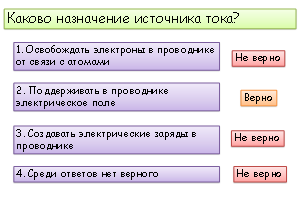 Каково назначение источника тока?
1. Освобождать электроны в проводнике
от связи с атомами
Не верно
2. Поддерживать в проводнике
электрическое поле
Верно
3. Создавать электрические заряды в
проводнике
Не верно
4. Среди ответов нет верного
Не верно